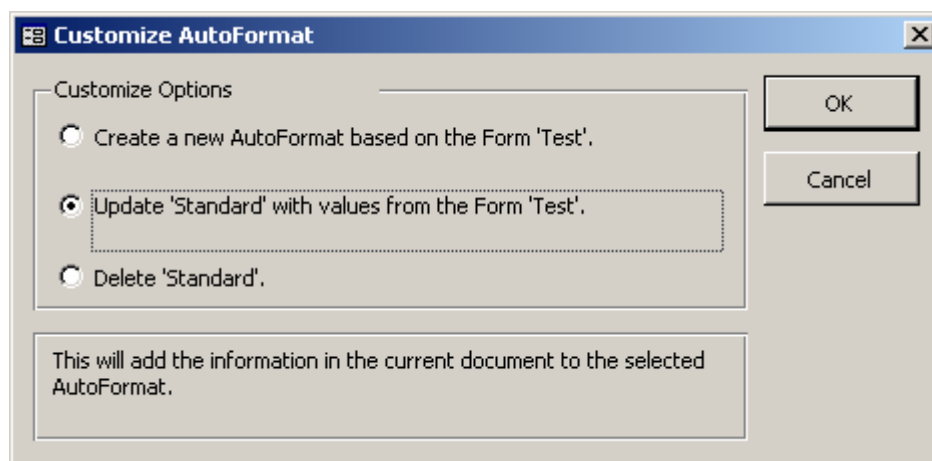 Customize AutoFormat
Customize Options
OK
Create a new AutoFormat based on the Form 'Test'.
Cancel
Update 'Standard' with values from the Form 'Test'.
Delete 'Standard'.
This will add the information in the current document to the selected
AutoFormat.